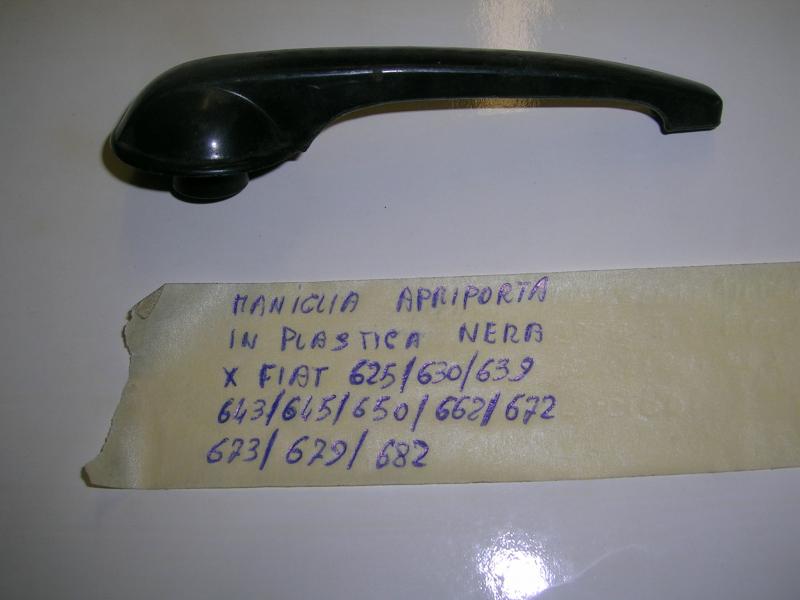 MANIGLIA APRIPORTA
IN PLASTICA NERA
X FIAT 625/630/639
643/645/650/662/672
673/679/682